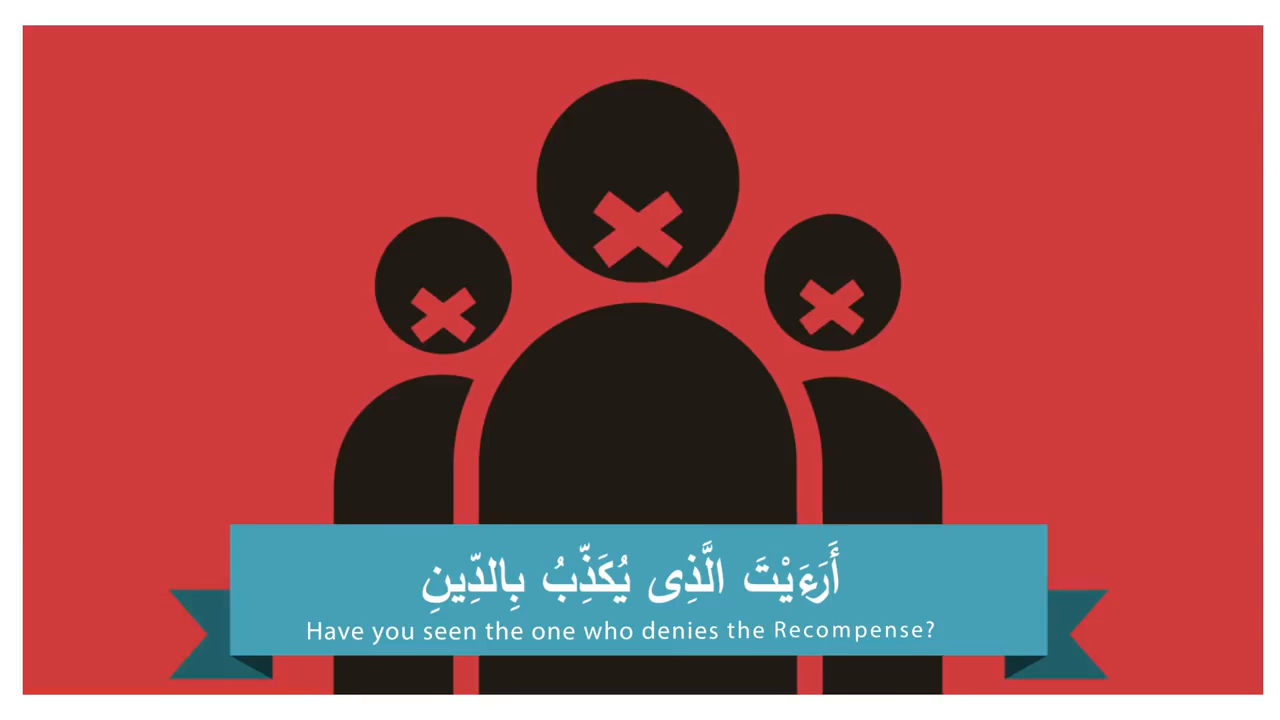 أَرَءَيْتَ الَّذِى يُكَذِّبُ بِالدِّينِ
Have you seen the one who denies the Recompense?